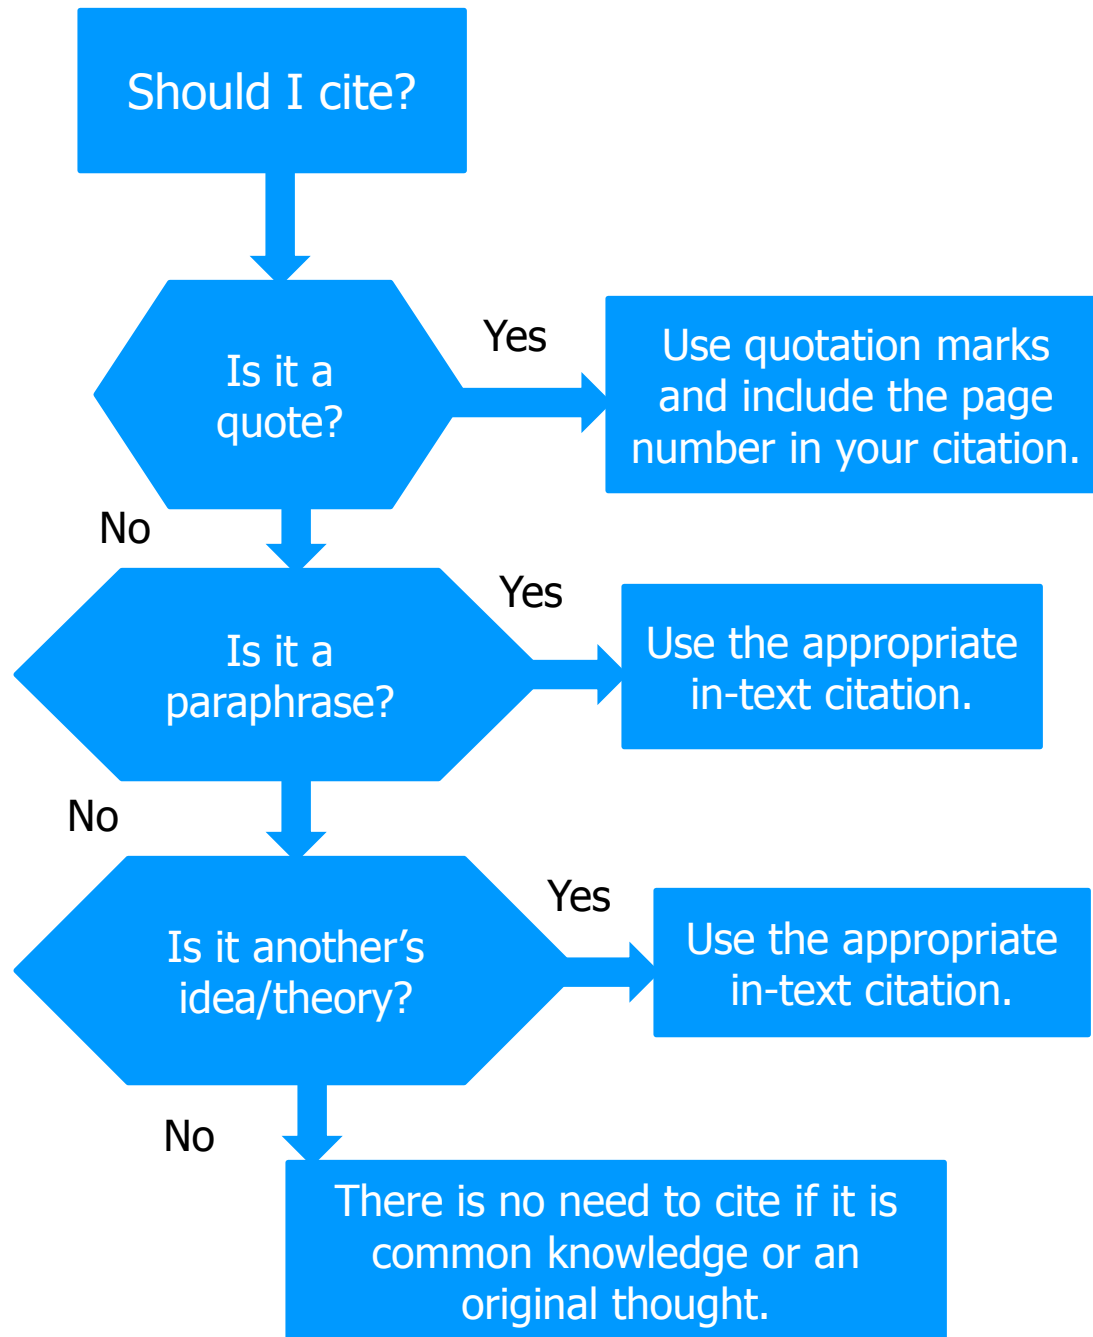 Should I cite?
Yes
Is it a
quote?
Use quotation marks
and include the page
number in your citation.
No
Yes
Is it a
paraphrase?
Use the appropriate
in-text citation.
No
Yes
Is it another’s
idea/theory?
Use the appropriate
in-text citation.
No
There is no need to cite if it is
common knowledge or an
original thought.